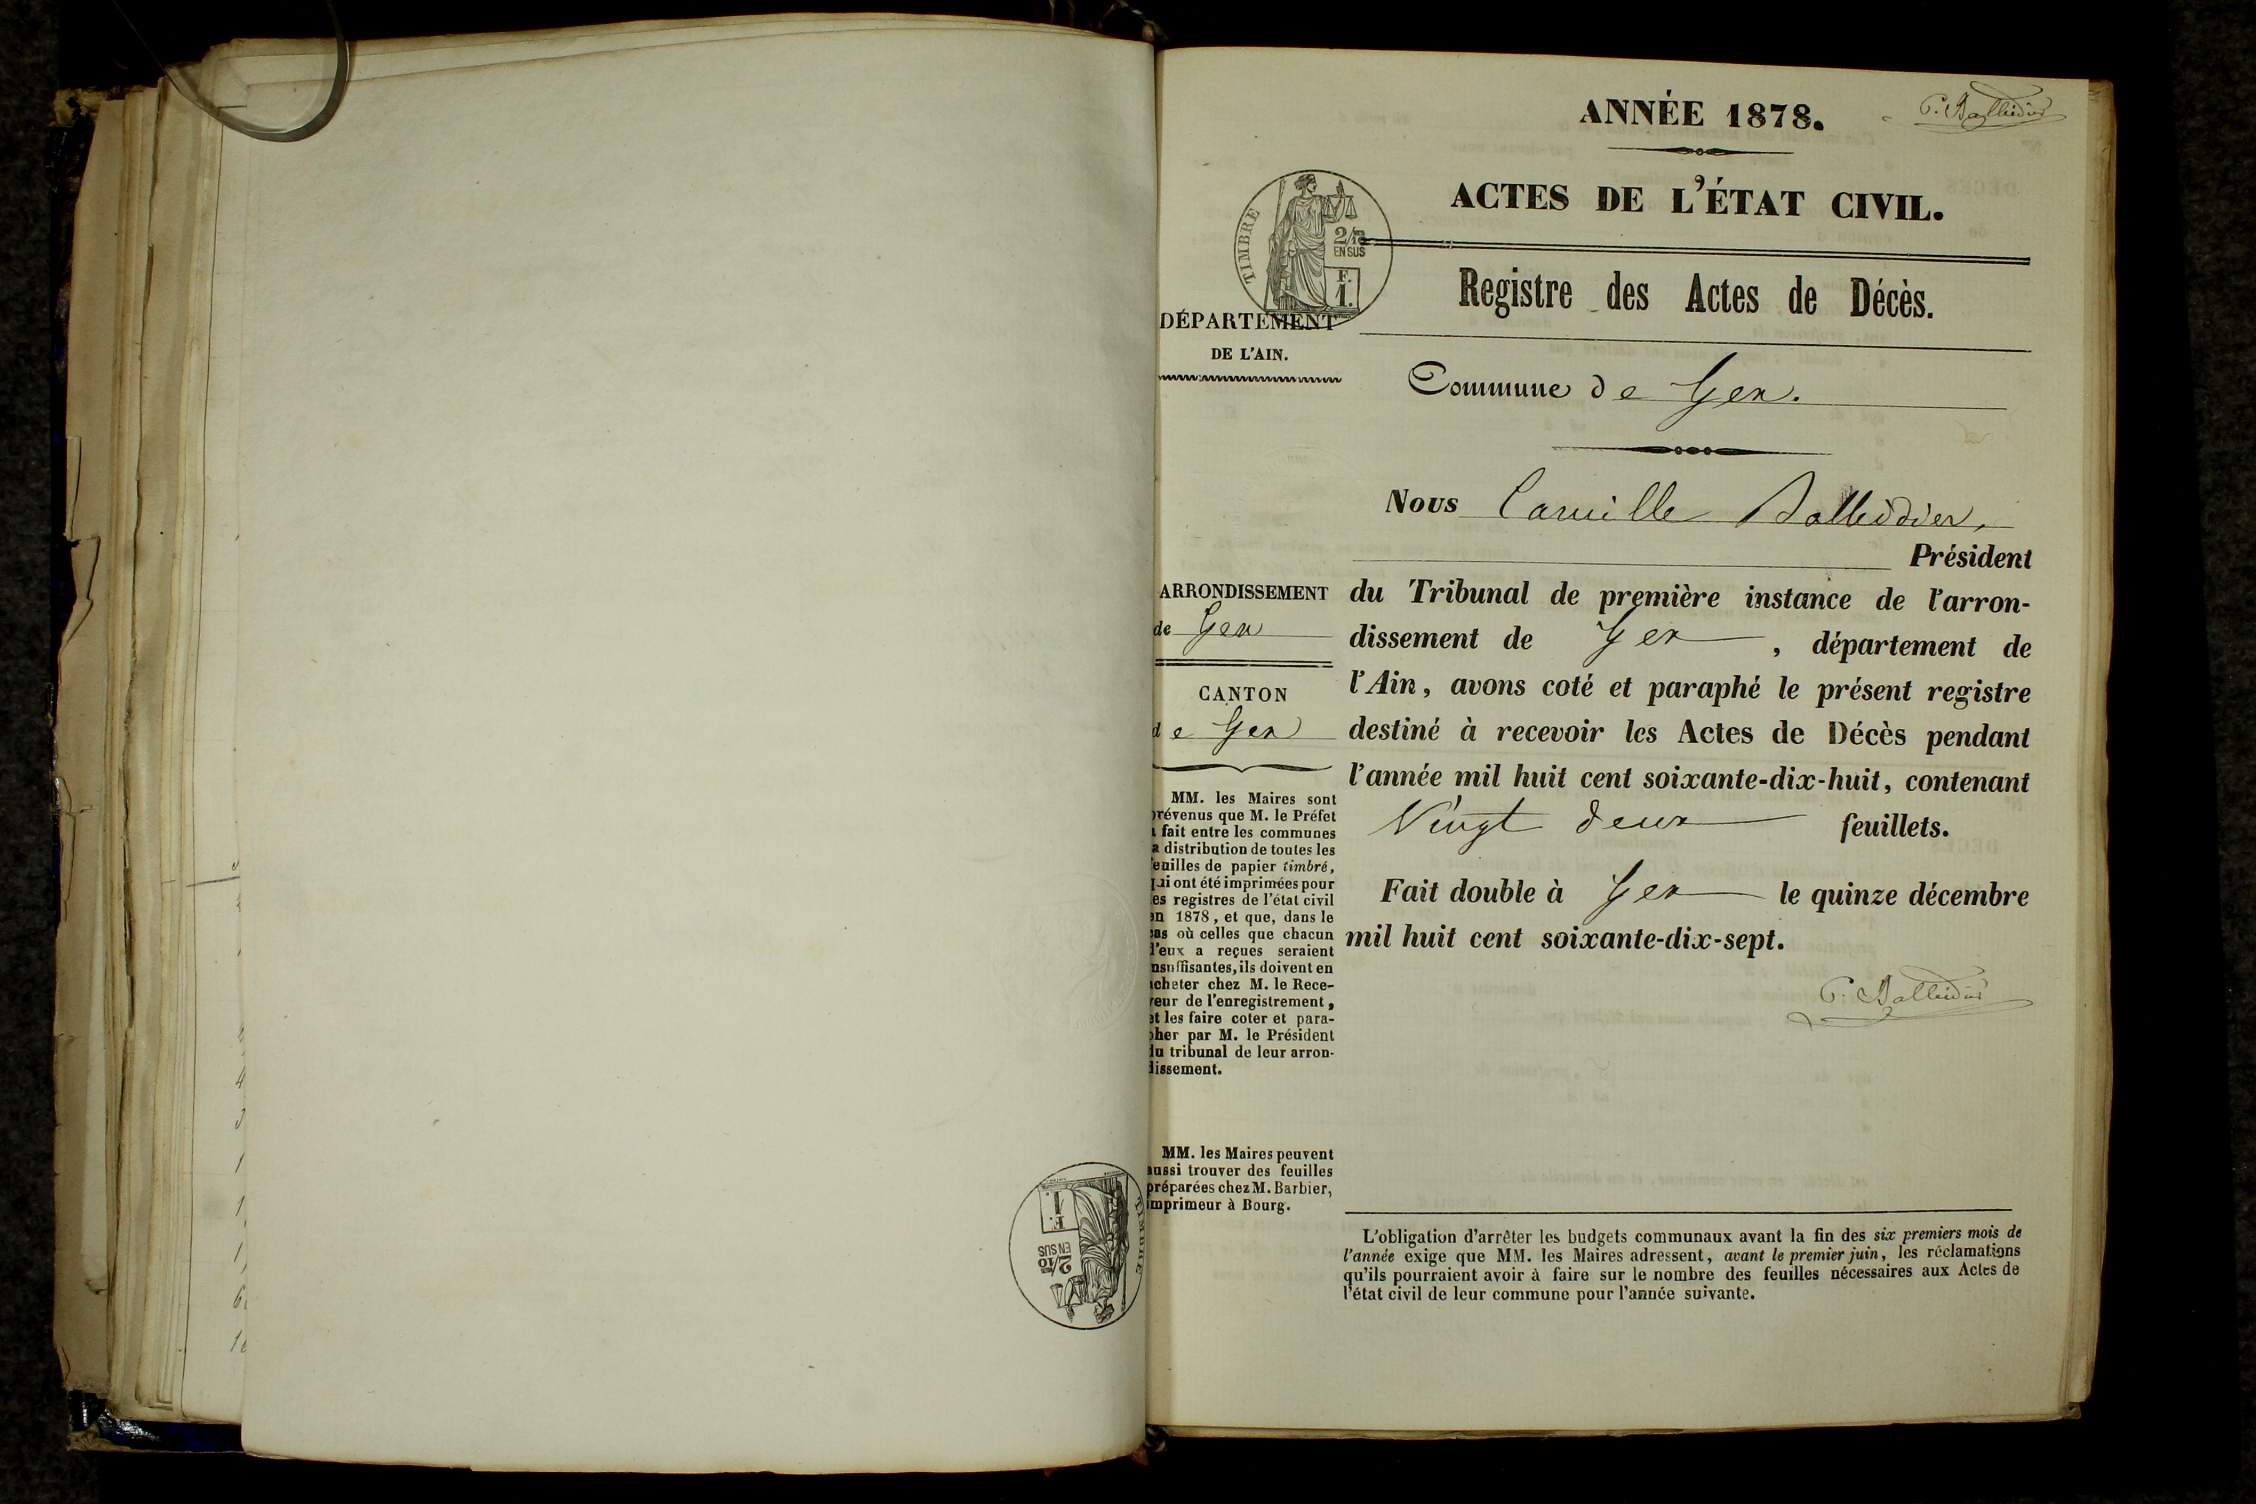 ANNÉE 1878.
C. Balleidier
ACTES DE L'ÉTAT CIVIL.
TIMBRE
2/10
EN SUS
F.
1.
Registre des Actes de Décès.
DÉPARTEMENT
DE L'AIN.
Commune de Gex.
Nous Camille Balleidier,
Président
du Tribunal de première instance de l'arron-
dissement de Gex, département de
l'Ain, avons coté et paraphé le présent registre
destiné à recevoir les Actes de Décès pendant
l'année mil huit cent soixante-dix-huit, contenant
Vingt deux feuillets.
Fait double à Gex le quinze décembre
mil huit cent soixante-dix-sept.
C. Balleidier
ARRONDISSEMENT
de Gex
CANTON
de Gex
MM. les Maires sont
prévenus que M. le Préfet
a fait entre les communes
la distribution de toutes les
feuilles de papier timbré,
qui ont été imprimées pour
les registres de l'état civil
en 1878, et que, dans le
cas où celles que chacun
d'eux a reçues seraient
insuffisantes, ils doivent en
acheter chez M. le Rece-
veur de l'enregistrement,
et les faire coter et para-
pher par M. le Président
du tribunal de leur arron-
dissement.
MM. les Maires peuvent
aussi trouver des feuilles
préparées chez M. Barbier,
imprimeur à Bourg.
L'obligation d'arrêter les budgets communaux avant la fin des six premiers mois de
l'année exige que MM. les Maires adressent, avant le premier juin, les réclamations
qu'ils pourraient avoir à faire sur le nombre des feuilles nécessaires aux Actes de
l'état civil de leur commune pour l'année suivante.
TIMBRE
2/10
EN SUS
F.
1.